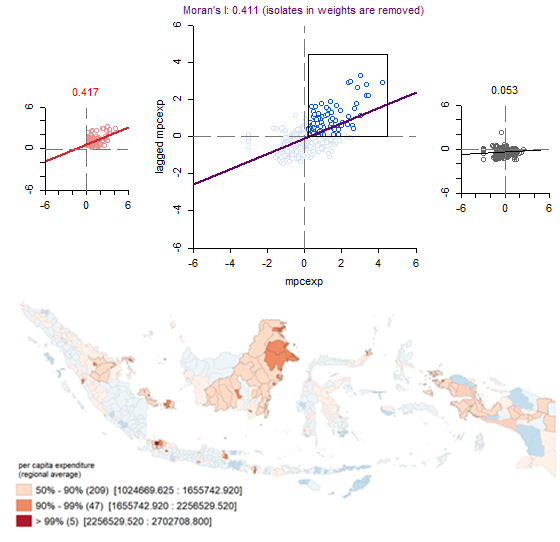 Moran's I: 0.411 (isolates in weights are removed)
0.417
0.053
lagged mpcexp
6
4
2
0
-2
-4
-6
-6 -4 -2 0 2 4 6
mpcexp
6
0
-6
-6 0 6
6
0
-6
-6 0 6
per capita expenditure
(regional average)
50% - 90% (209) [1024669.625 : 1655742.920]
90% - 99% (47) [1655742.920 : 2256529.520]
> 99% (5) [2256529.520 : 2702708.800]